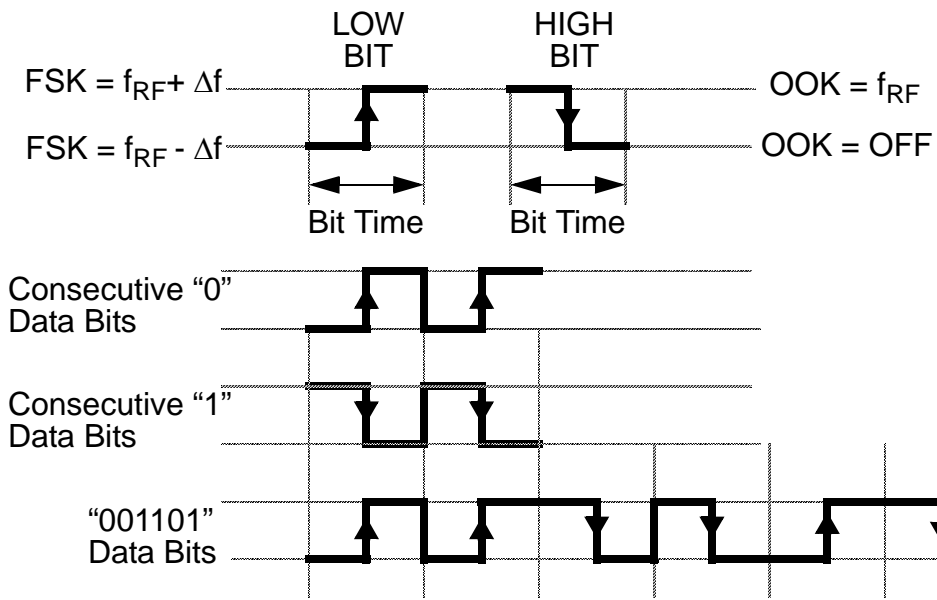 LOW
BIT
HIGH
BIT
FSK = fRF+ Δf
OOK = fRF
FSK = fRF - Δf
OOK = OFF
Bit Time
Bit Time
Consecutive “0”
Data Bits
Consecutive “1”
Data Bits
“001101”
Data Bits